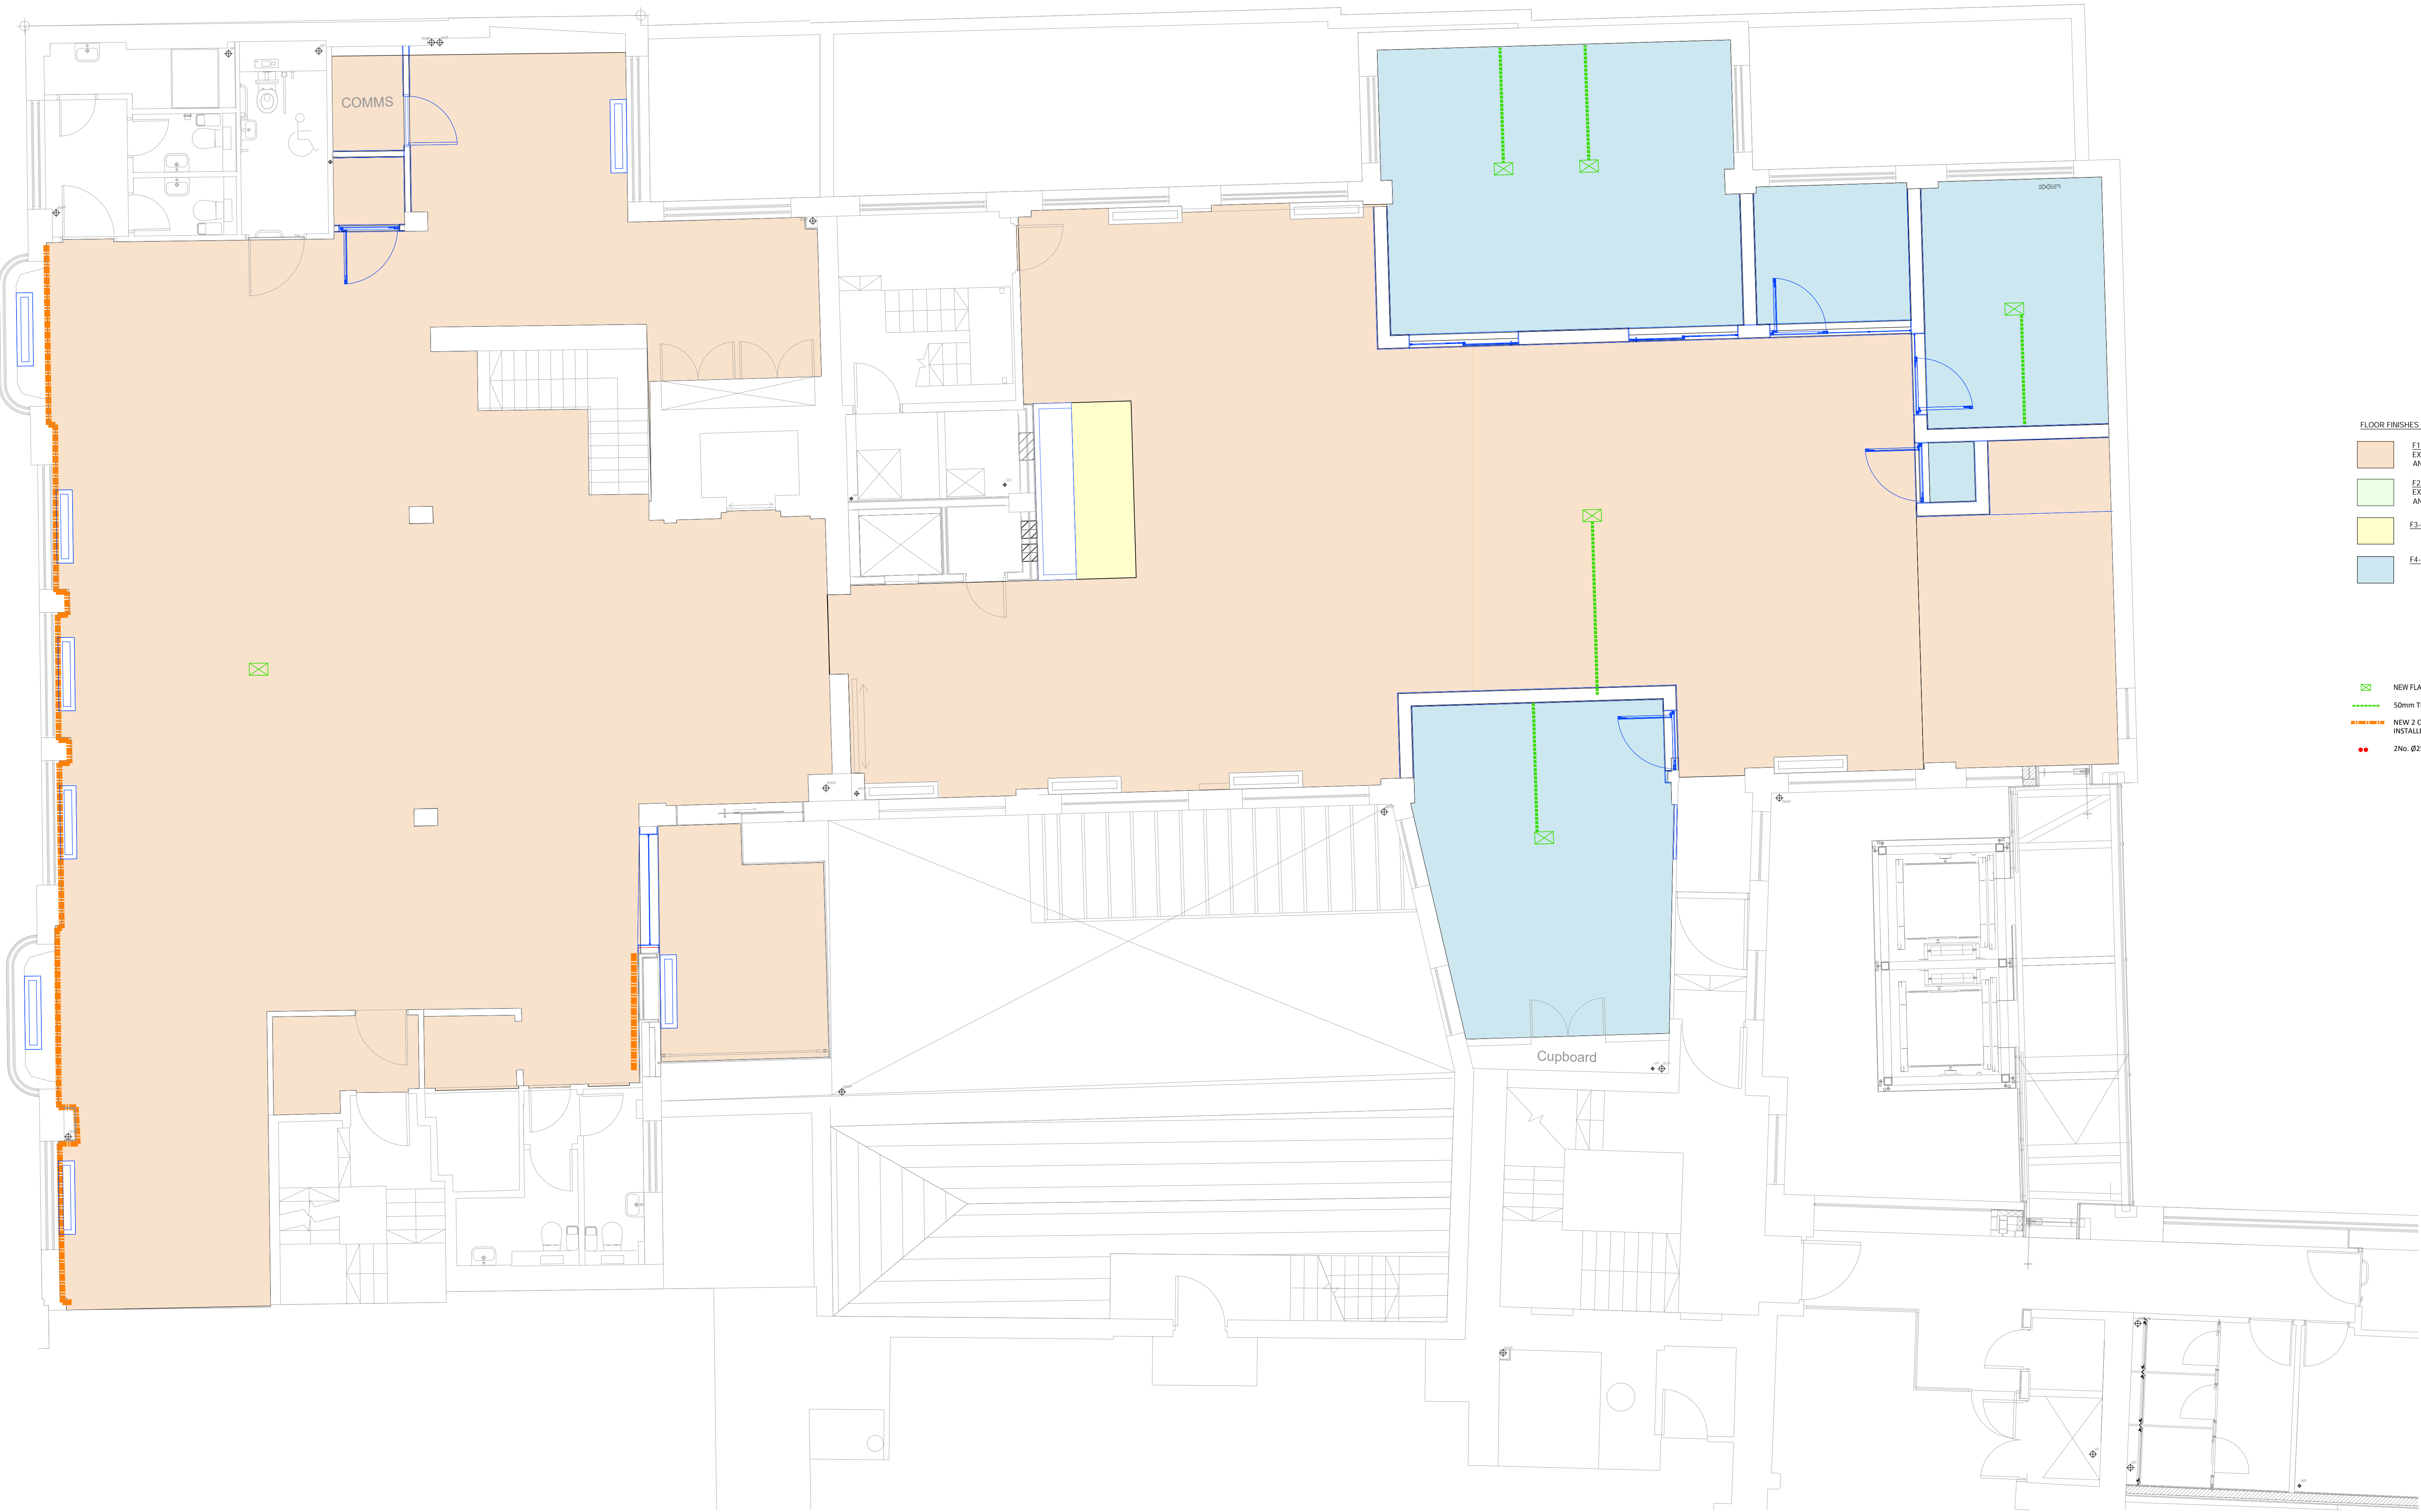 COMMS
FLOOR FINISHES
F1
EX
AN
F2
EX
AN
F3-
F4-
NEW FLA
50mm T
NEW 2 C
INSTALLE
2No. Ø2
Cupboard